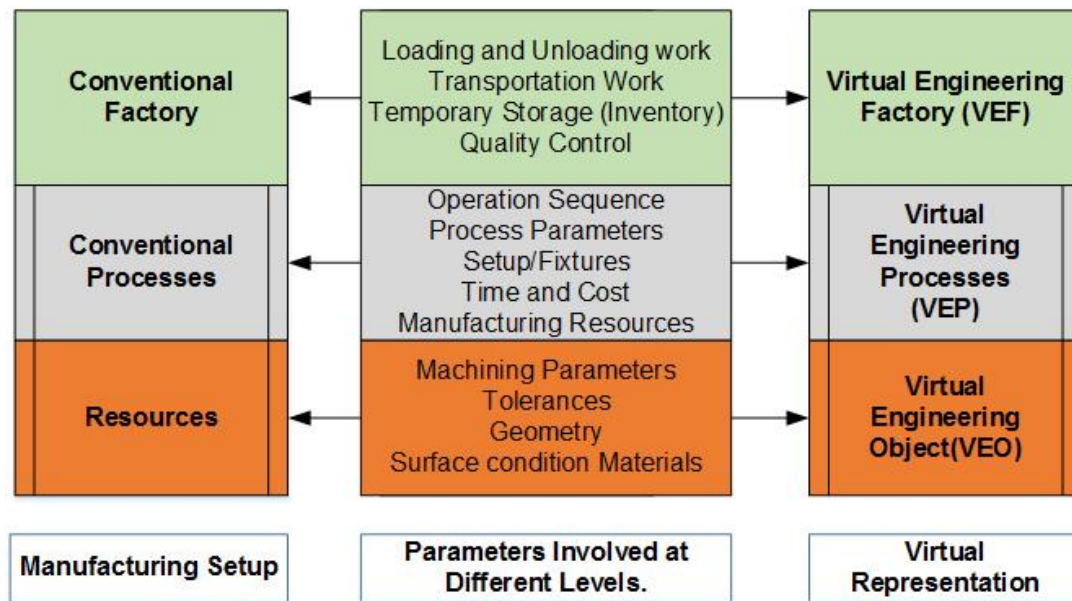 Conventional
Factory
Loading and Unloading work
Transportation Work
Temporary Storage (Inventory)
Quality Control
Virtual Engineering
Factory (VEF)
Conventional
Processes
Operation Sequence
Process Parameters
Setup/Fixtures
Time and Cost
Manufacturing Resources
Virtual
Engineering
Processes
(VEP)
Resources
Machining Parameters
Tolerances
Geometry
Surface condition Materials
Virtual
Engineering
Object(VEO)
Manufacturing Setup
Parameters Involved at
Different Levels.
Virtual
Representation